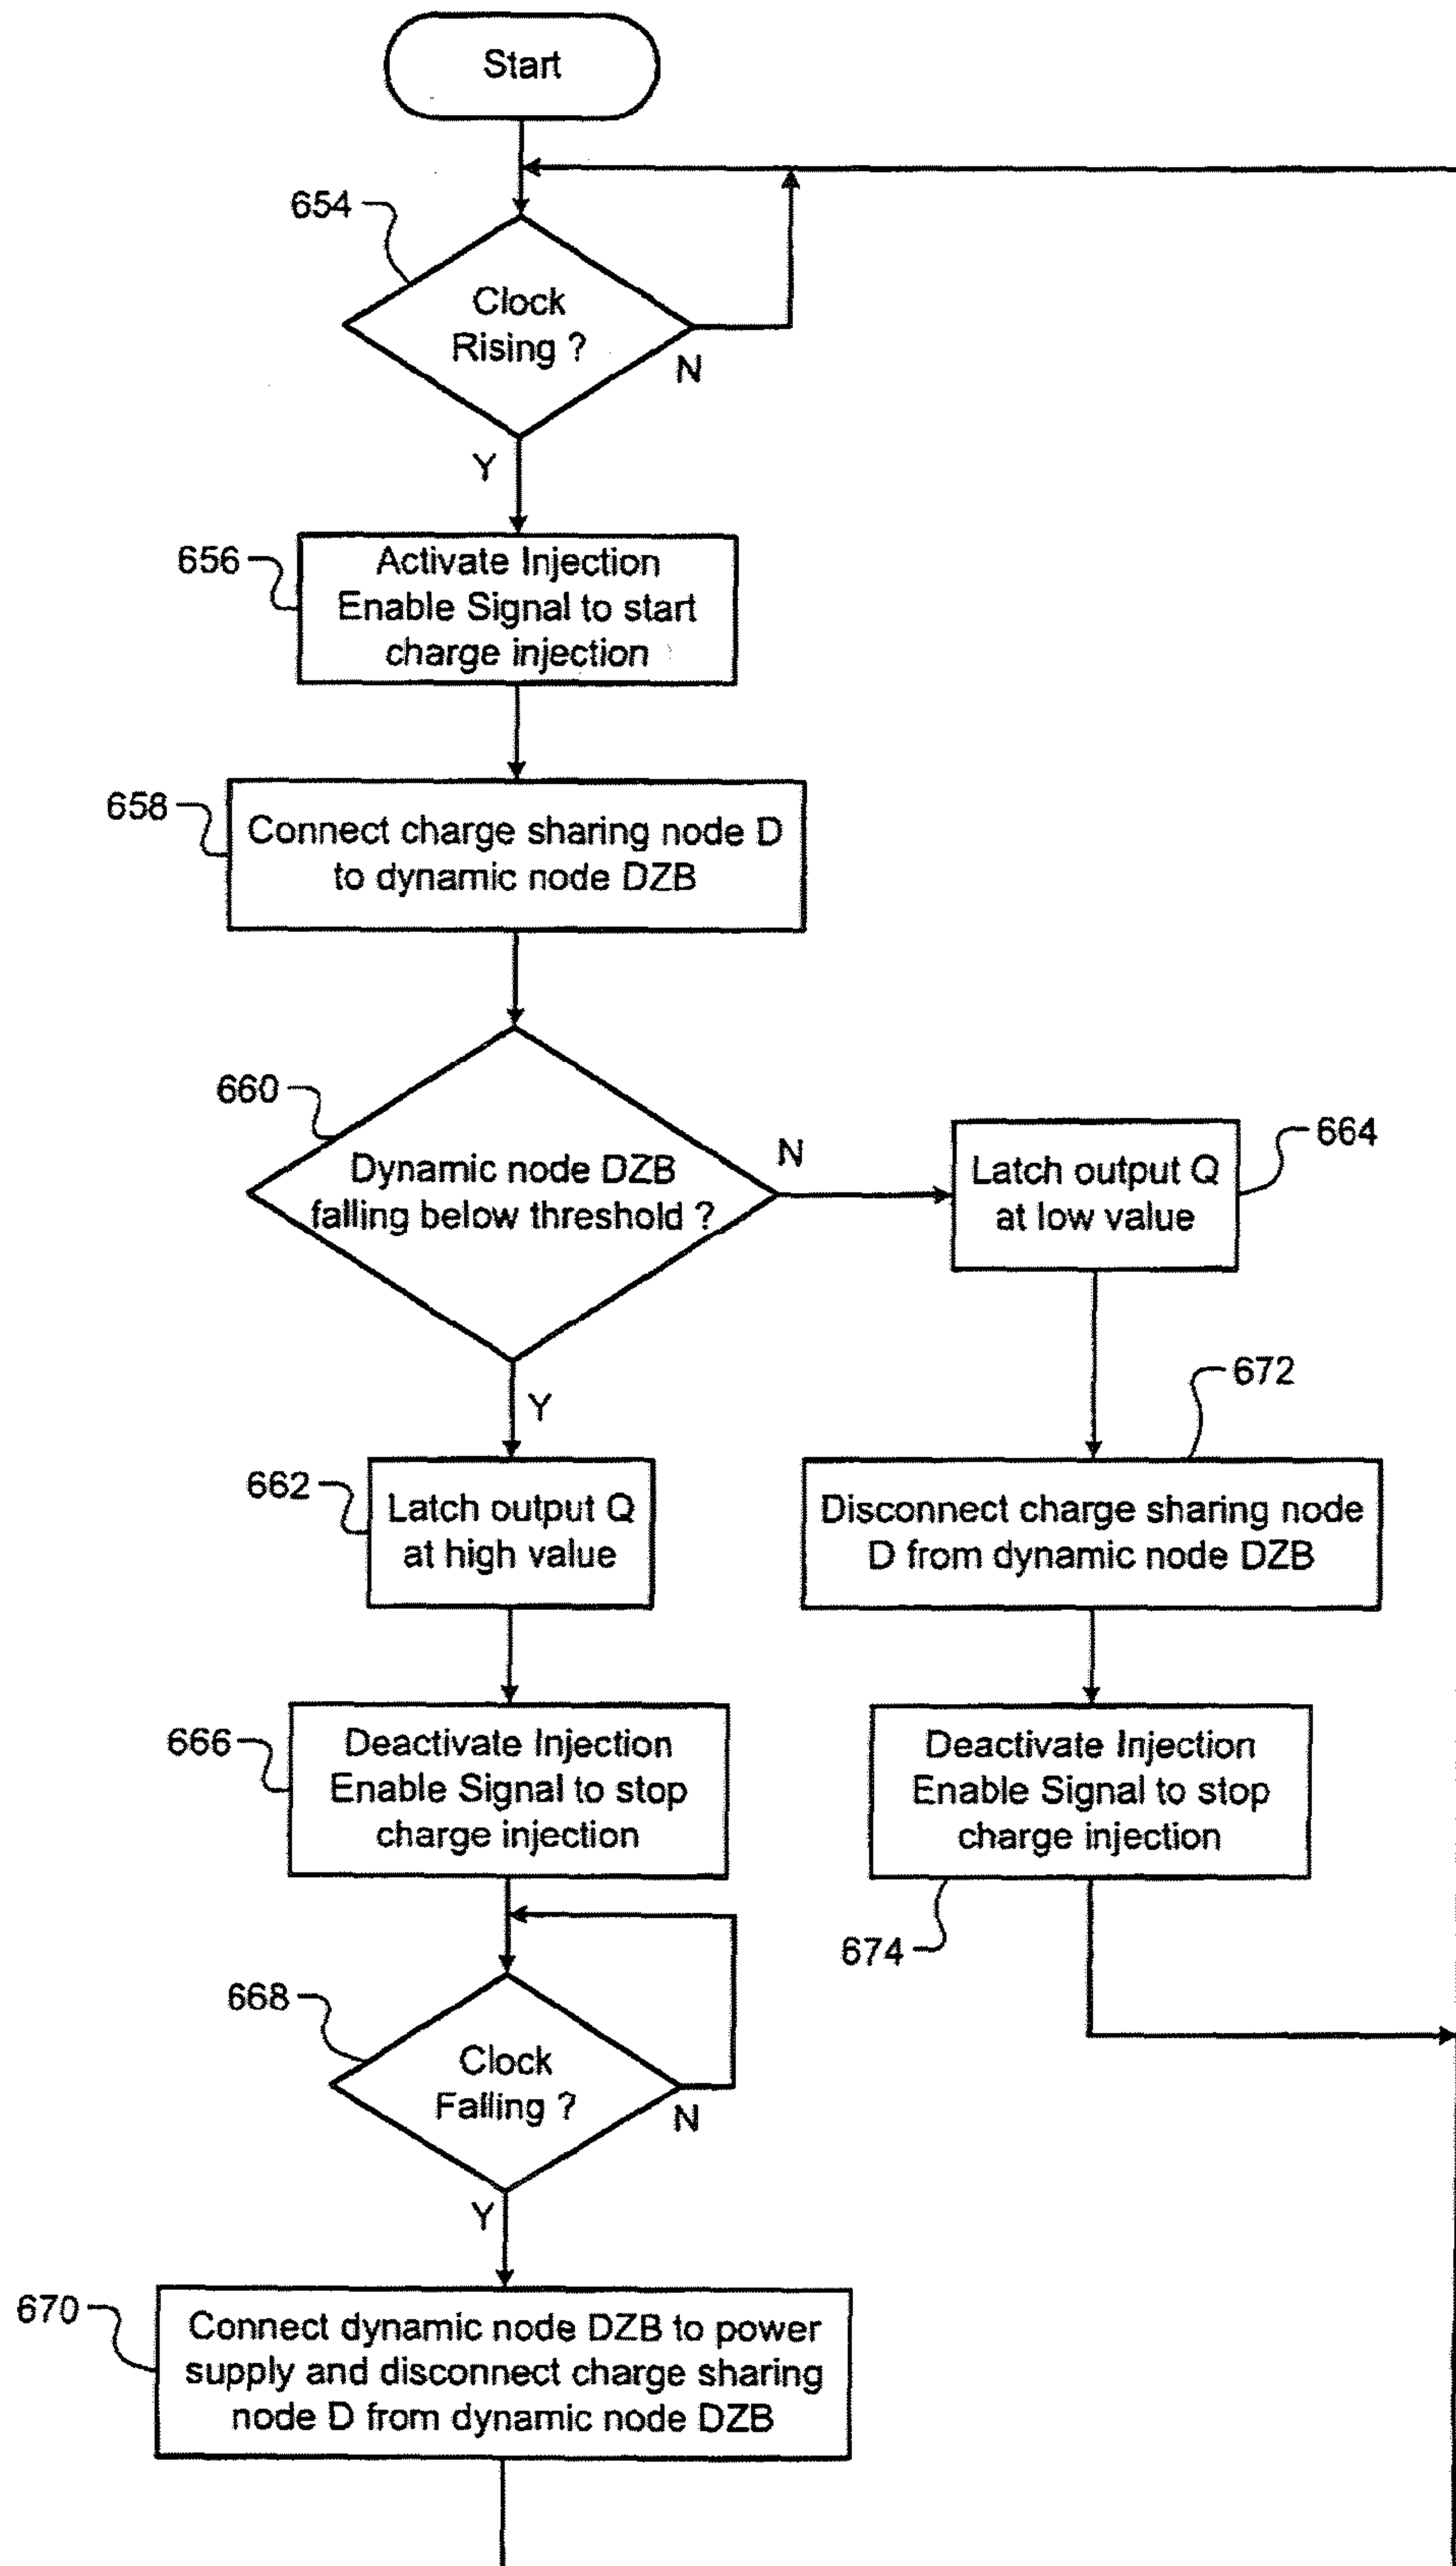 Start
654
Clock
Rising ?
N
Y
656
Activate Injection
Enable Signal to start
charge injection
658
Connect charge sharing node D
to dynamic node DZB
660
Dynamic node DZB
falling below threshold ?
N
Latch output Q
at low value
664
Y
672
662
Latch output Q
at high value
Disconnect charge sharing node
D from dynamic node DZB
666
Deactivate Injection
Enable Signal to stop
charge injection
Deactivate Injection
Enable Signal to stop
charge injection
674
668
Clock
Falling ?
N
Y
670
Connect dynamic node DZB to power
supply and disconnect charge sharing
node D from dynamic node DZB